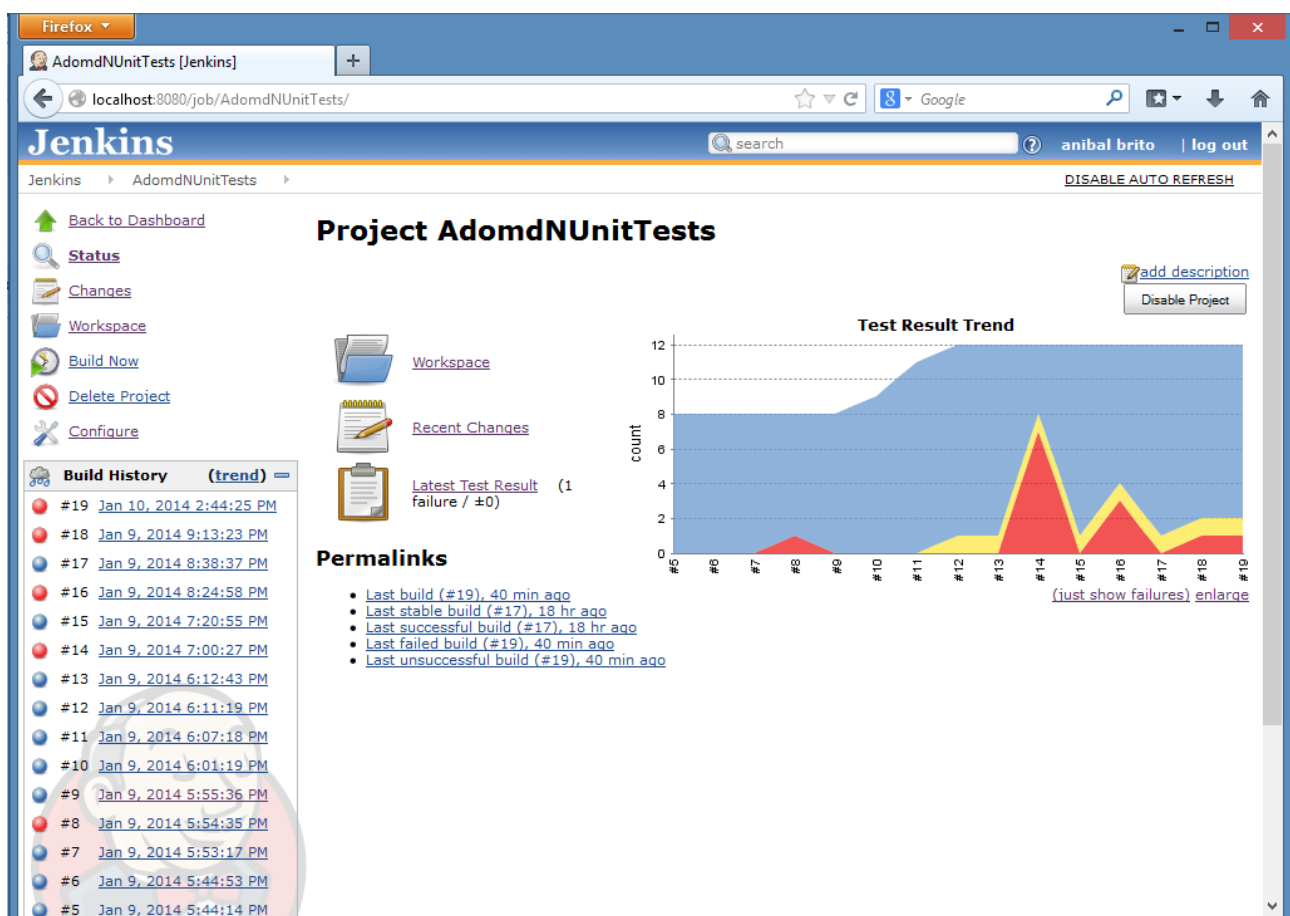 Firefox
AdomdNUnitTests [Jenkins]
localhost:8080/job/AdomdNUnitTests/
Google
Jenkins
search
anibal brito | log out
Jenkins AdomdNUnitTests
DISABLE AUTO REFRESH
Back to Dashboard
Status
Changes
Workspace
Build Now
Delete Project
Configure
Build History (trend)
#19 Jan 10, 2014 2:44:25 PM
#18 Jan 9, 2014 9:13:23 PM
#17 Jan 9, 2014 8:38:37 PM
#16 Jan 9, 2014 8:24:58 PM
#15 Jan 9, 2014 7:20:55 PM
#14 Jan 9, 2014 7:00:27 PM
#13 Jan 9, 2014 6:12:43 PM
#12 Jan 9, 2014 6:11:19 PM
#11 Jan 9, 2014 6:07:18 PM
#10 Jan 9, 2014 6:01:19 PM
#9 Jan 9, 2014 5:55:36 PM
#8 Jan 9, 2014 5:54:35 PM
#7 Jan 9, 2014 5:53:17 PM
#6 Jan 9, 2014 5:44:53 PM
#5 Jan 9, 2014 5:44:14 PM
Project AdomdNUnitTests
add description
Disable Project
Workspace
Recent Changes
Latest Test Result (1
failure / ±0)
Permalinks
Last build (#19), 40 min ago
Last stable build (#17), 18 hr ago
Last successful build (#17), 18 hr ago
Last failed build (#19), 40 min ago
Last unsuccessful build (#19), 40 min ago
Test Result Trend
count
12
10
8
6
4
2
0
#5 #6 #7 #8 #9 #10 #11 #12 #13 #14 #15 #16 #17 #18 #19
(just show failures) enlarge